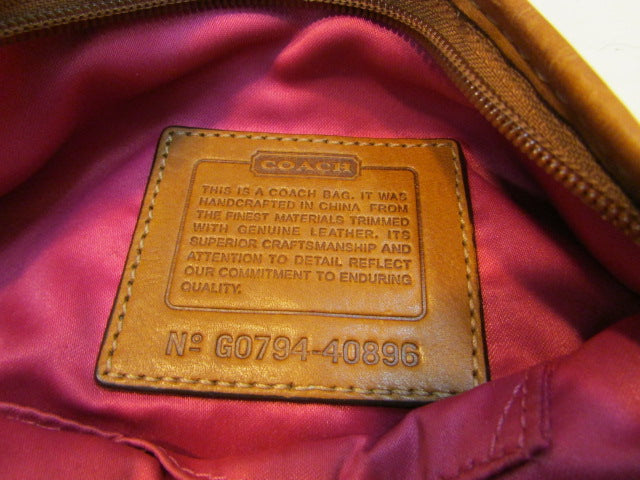 COACH
THIS IS A COACH BAG. IT WAS
HANDCRAFTED IN CHINA FROM
THE FINEST MATERIALS TRIMMED
WITH GENUINE LEATHER. ITS
SUPERIOR CRAFTSMANSHIP AND
ATTENTION TO DETAIL REFLECT
OUR COMMITMENT TO ENDURING
QUALITY.
Nº G0794-40896